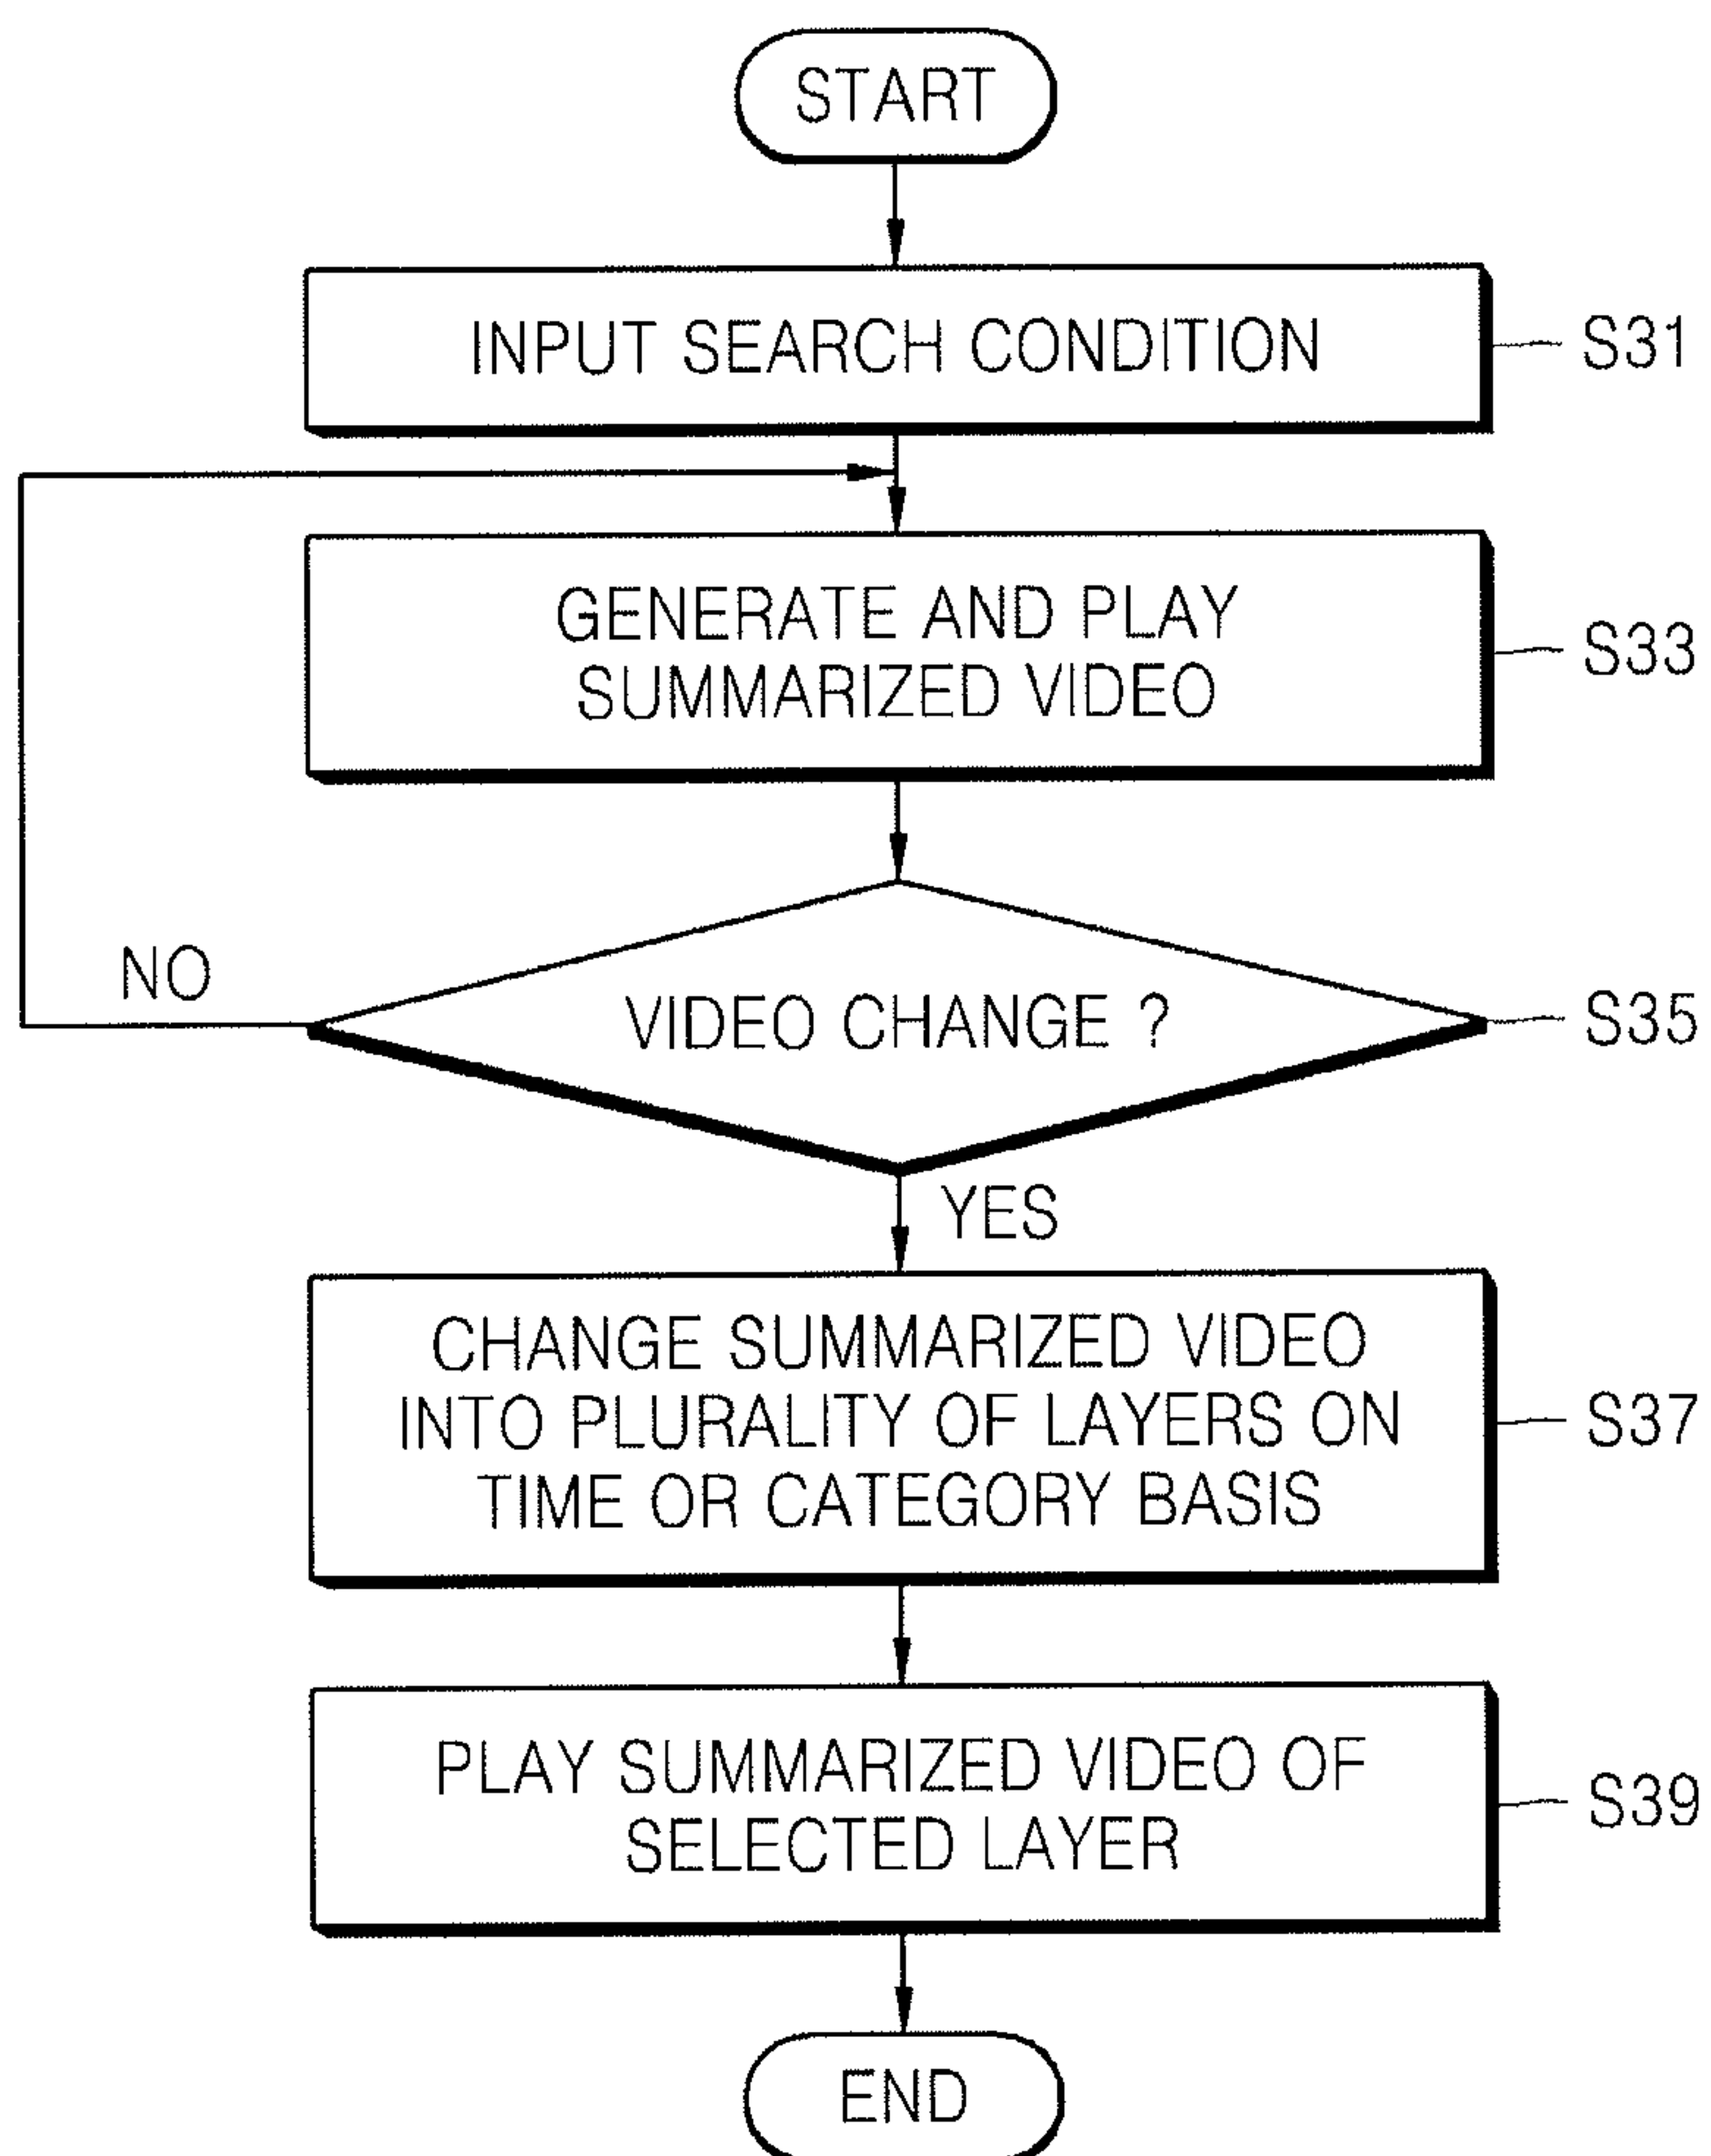 START
INPUT SEARCH CONDITION
S31
GENERATE AND PLAY
SUMMARIZED VIDEO
S33
NO
VIDEO CHANGE ?
S35
YES
CHANGE SUMMARIZED VIDEO
INTO PLURALITY OF LAYERS ON
TIME OR CATEGORY BASIS
S37
PLAY SUMMARIZED VIDEO OF
SELECTED LAYER
S39
END